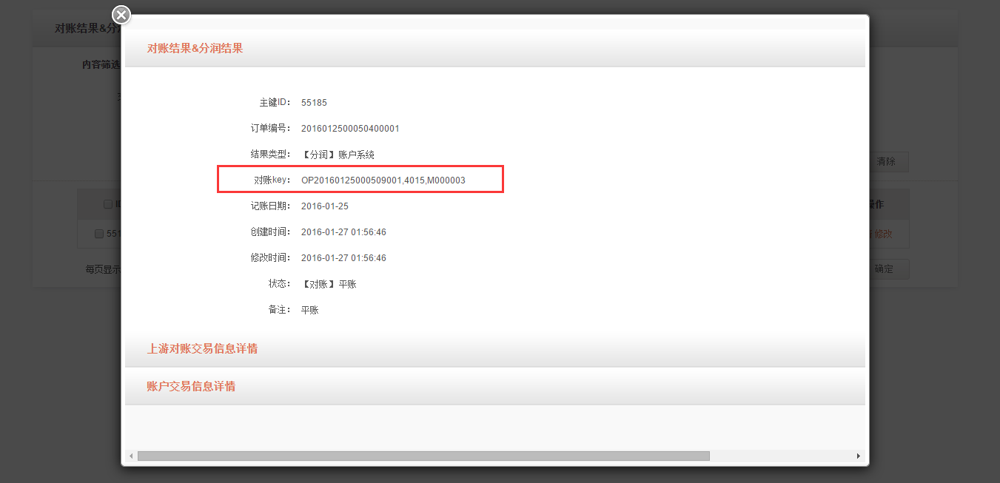 对账结果&分润结果
主键ID： 55185
订单编号： 2016012500050400001
结果类型： 【分润】账户系统
对账key： OP20160125000509001,4015,M000003
记账日期： 2016-01-25
创建时间： 2016-01-27 01:56:46
修改时间： 2016-01-27 01:56:46
状态： 【对账】平账
备注： 平账
上游对账交易信息详情
账户交易信息详情
对账结果&分
内容筛选
清除
操作
551
修改
每页显示
确定